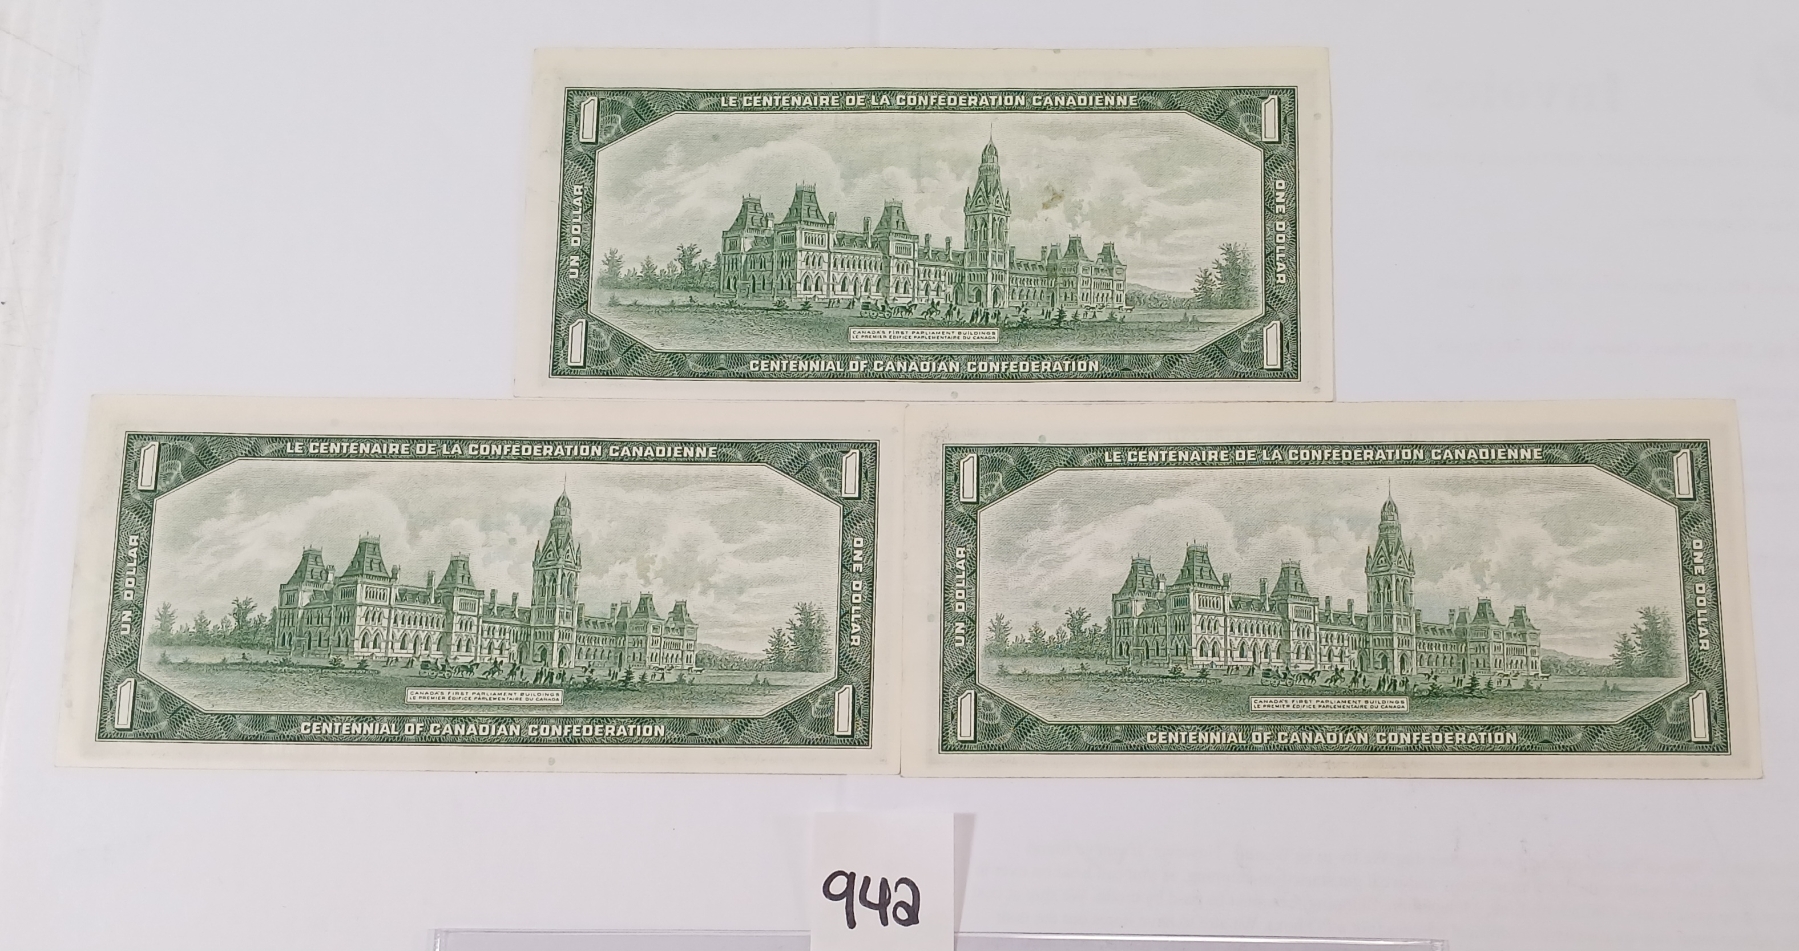 1 LE CENTENAIRE DE LA CONFEDERATION CANADIENNE 1
UN DOLLAR
ONE DOLLAR
CANADA'S FIRST PARLIAMENT BUILDINGS
LE PREMIER ÉDIFICE PARLEMENTAIRE DU CANADA
1 CENTENNIAL OF CANADIAN CONFEDERATION 1
1 LE CENTENAIRE DE LA CONFEDERATION CANADIENNE 1
UN DOLLAR
ONE DOLLAR
CANADA'S FIRST PARLIAMENT BUILDINGS
LE PREMIER ÉDIFICE PARLEMENTAIRE DU CANADA
1 CENTENNIAL OF CANADIAN CONFEDERATION 1
1 LE CENTENAIRE DE LA CONFEDERATION CANADIENNE 1
UN DOLLAR
ONE DOLLAR
CANADA'S FIRST PARLIAMENT BUILDINGS
LE PREMIER ÉDIFICE PARLEMENTAIRE DU CANADA
1 CENTENNIAL OF CANADIAN CONFEDERATION 1
942